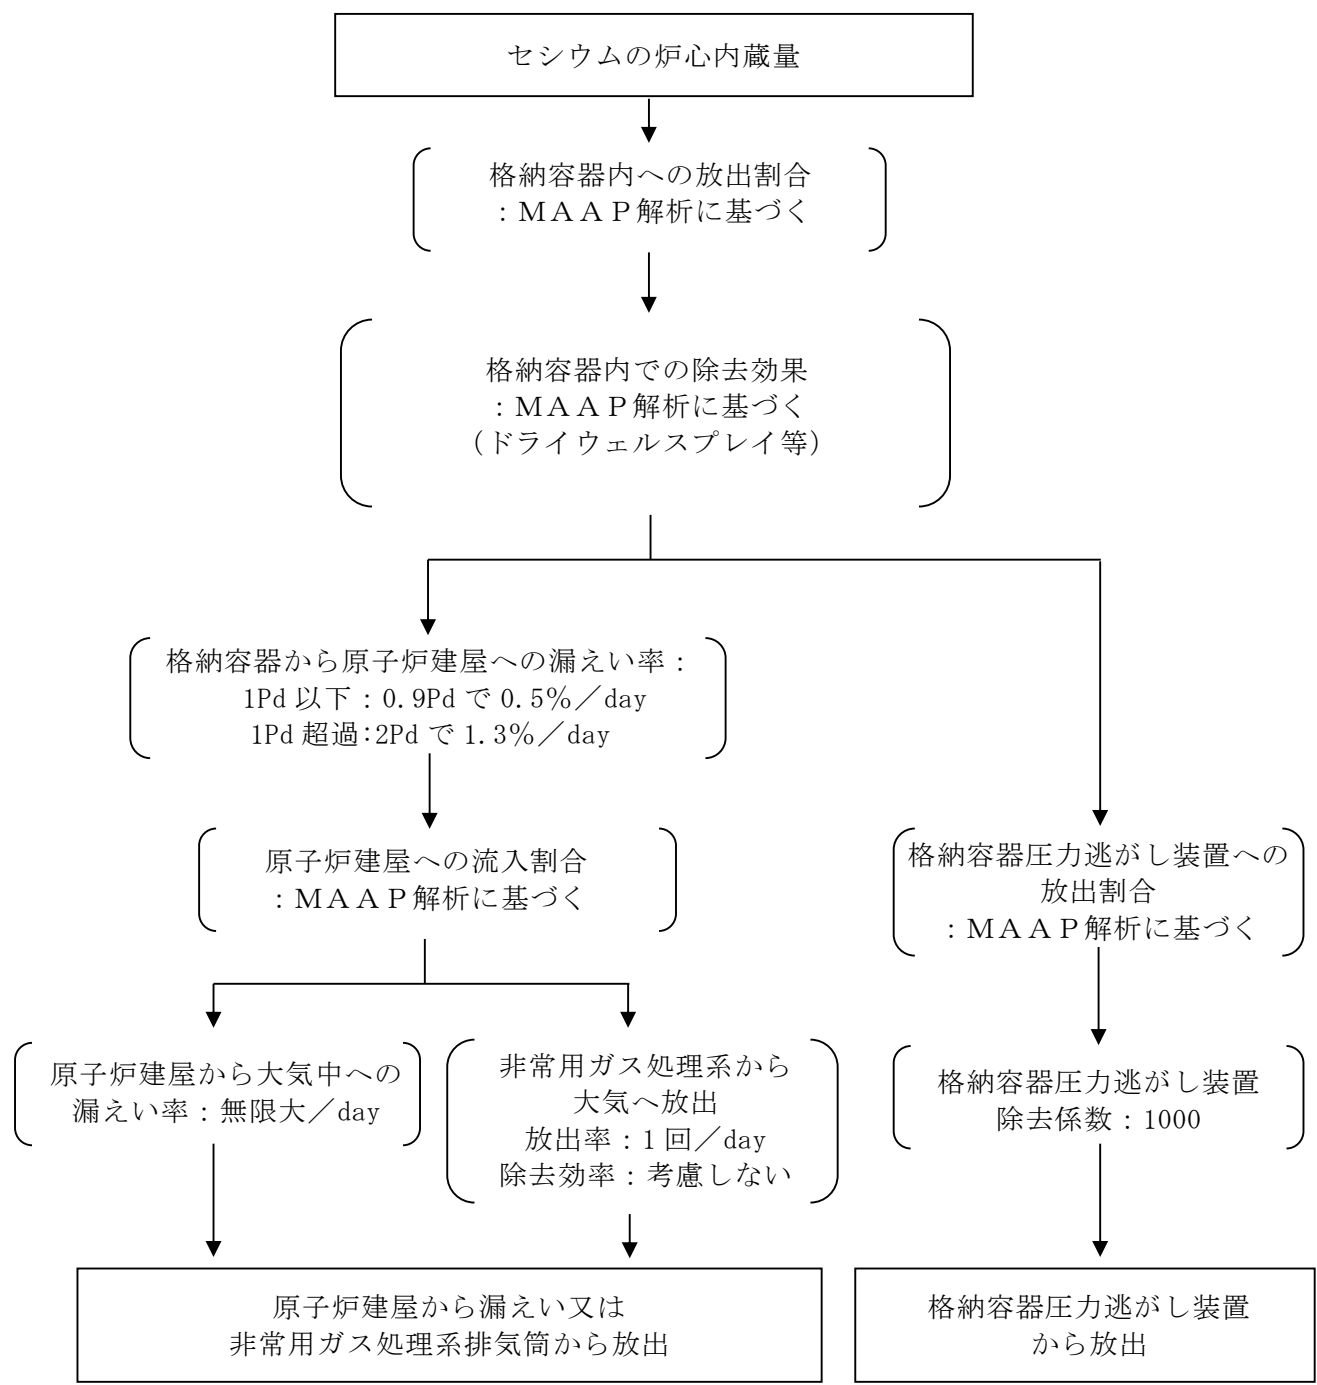 セシウムの炉心内蔵量
格納容器内への放出割合
：ＭＡＡＰ解析に基づく
格納容器内での除去効果
：ＭＡＡＰ解析に基づく
（ドライウェルスプレイ等）
格納容器から原子炉建屋への漏えい率：
1Pd 以下：0.9Pd で 0.5％／day
1Pd 超過：2Pd で 1.3％／day
原子炉建屋への流入割合
：ＭＡＡＰ解析に基づく
格納容器圧力逃がし装置への
放出割合
：ＭＡＡＰ解析に基づく
原子炉建屋から大気中への
漏えい率：無限大／day
非常用ガス処理系から
大気へ放出
放出率：1 回／day
除去効率：考慮しない
格納容器圧力逃がし装置
除去係数：1000
原子炉建屋から漏えい又は
非常用ガス処理系排気筒から放出
格納容器圧力逃がし装置
から放出